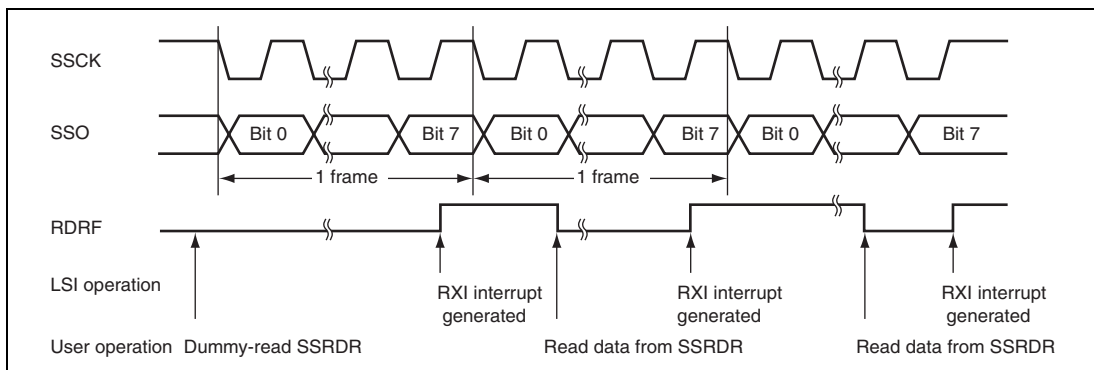 SSCK
SSO
Bit 0
Bit 7
Bit 0
Bit 7
Bit 0
Bit 7
1 frame
1 frame
RDRF
LSI operation
RXI interrupt
generated
RXI interrupt
generated
RXI interrupt
generated
User operation
Dummy-read SSRDR
Read data from SSRDR
Read data from SSRDR